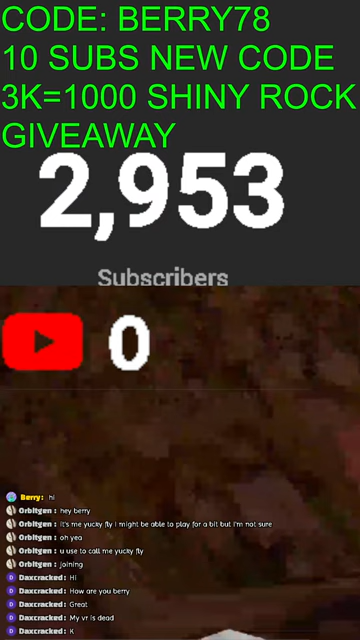 CODE: BERRY78
10 SUBS NEW CODE
3K=1000 SHINY ROCK
GIVEAWAY
2,953
Subscribers
0
Berry: hi
Orbitgen: hey berry
Orbitgen: it's me yucky fly i might be able to play for a bit but i'm not sure
Orbitgen: oh yea
Orbitgen: u use to call me yucky fly
Orbitgen: joining
D Daxcracked: Hi
D Daxcracked: How are you berry
D Daxcracked: Great
D Daxcracked: My vr is dead
D Daxcracked: K